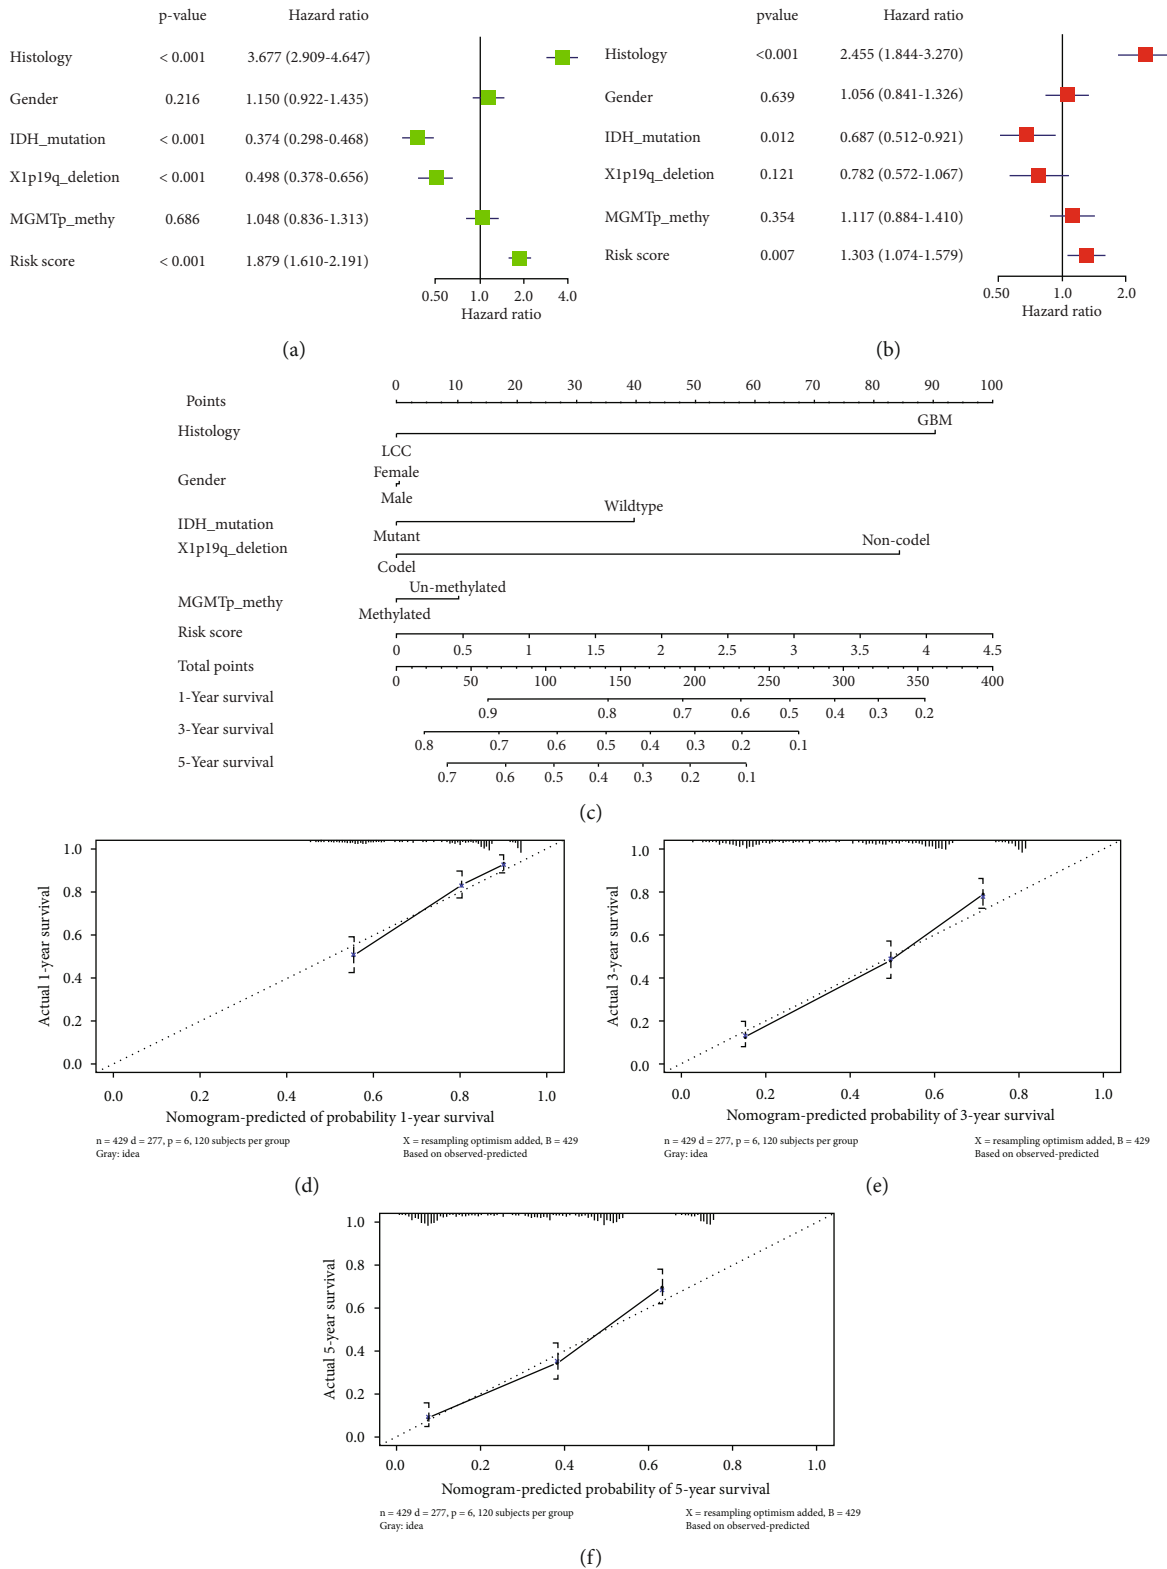 p-value Hazard ratio
Histology < 0.001 3.677 (2.909-4.647)
Gender 0.216 1.150 (0.922-1.435)
IDH_mutation < 0.001 0.374 (0.298-0.468)
X1p19q_deletion < 0.001 0.498 (0.378-0.656)
MGMTp_methy 0.686 1.048 (0.836-1.313)
Risk score < 0.001 1.879 (1.610-2.191)
0.50 1.0 2.0 4.0
Hazard ratio
(a)
pvalue Hazard ratio
Histology <0.001 2.455 (1.844-3.270)
Gender 0.639 1.056 (0.841-1.326)
IDH_mutation 0.012 0.687 (0.512-0.921)
X1p19q_deletion 0.121 0.782 (0.572-1.067)
MGMTp_methy 0.354 1.117 (0.884-1.410)
Risk score 0.007 1.303 (1.074-1.579)
0.50 1.0 2.0
Hazard ratio
(b)
0 10 20 30 40 50 60 70 80 90 100
Points
GBM
Histology
LCC
Female
Gender
Male
Wildtype
IDH_mutation
Mutant
Non-codel
X1p19q_deletion
Codel
Un-methylated
MGMTp_methy
Methylated
Risk score
0 0.5 1 1.5 2 2.5 3 3.5 4 4.5
Total points
0 50 100 150 200 250 300 350 400
1-Year survival
0.9 0.8 0.7 0.6 0.5 0.4 0.3 0.2
3-Year survival
0.8 0.7 0.6 0.5 0.4 0.3 0.2 0.1
5-Year survival
0.7 0.6 0.5 0.4 0.3 0.2 0.1
(c)
Actual 1-year survival
1.0
0.8
0.6
0.4
0.2
0.0
0.0 0.2 0.4 0.6 0.8 1.0
Nomogram-predicted of probability 1-year survival
n = 429 d = 277, p = 6, 120 subjects per group
Gray: idea
X = resampling optimism added, B = 429
Based on observed-predicted
(d)
Actual 3-year survival
1.0
0.8
0.6
0.4
0.2
0.0
0.0 0.2 0.4 0.6 0.8 1.0
Nomogram-predicted probability of 3-year survival
n = 429 d = 277, p = 6, 120 subjects per group
Gray: idea
X = resampling optimism added, B = 429
Based on observed-predicted
(e)
Actual 5-year survival
1.0
0.8
0.6
0.4
0.2
0.0
0.0 0.2 0.4 0.6 0.8 1.0
Nomogram-predicted probability of 5-year survival
n = 429 d = 277, p = 6, 120 subjects per group
Gray: idea
X = resampling optimism added, B = 429
Based on observed-predicted
(f)